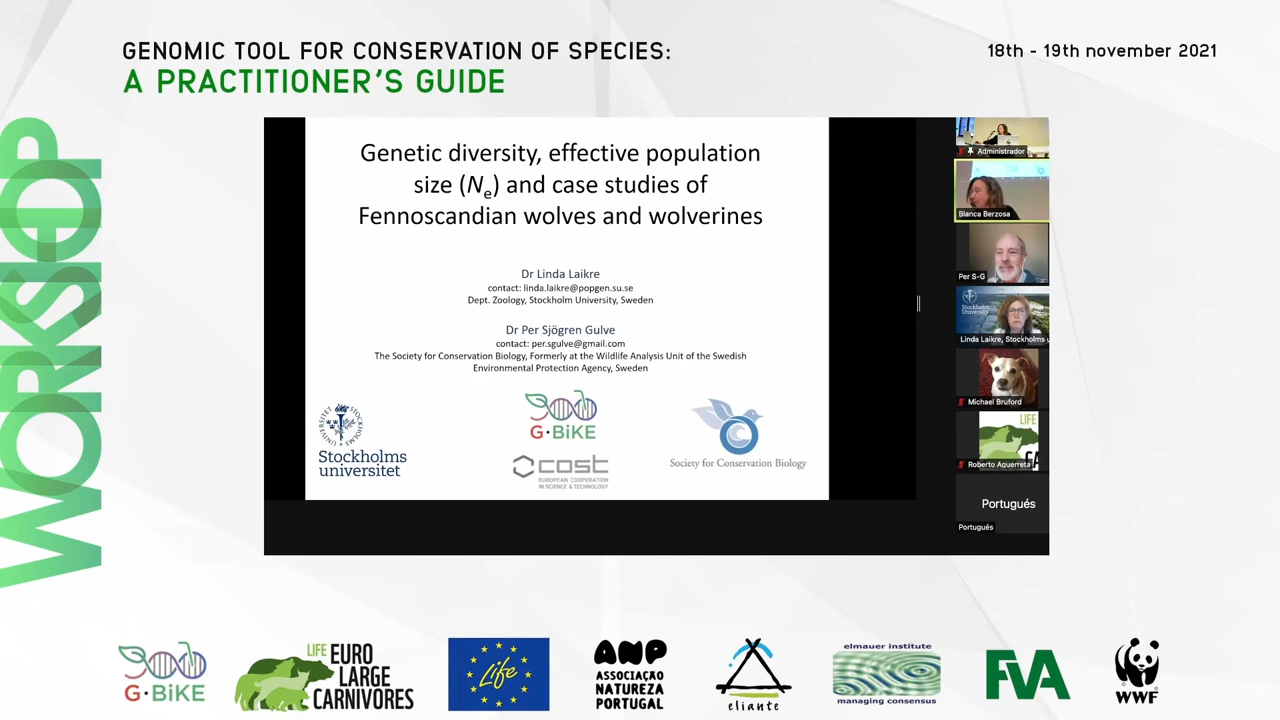 GENOMIC TOOL FOR CONSERVATION OF SPECIES:
A PRACTITIONER'S GUIDE
18th - 19th november 2021
WORKSHOP
Genetic diversity, effective population
size (Ne) and case studies of
Fennoscandian wolves and wolverines
Dr Linda Laikre
contact: linda.laikre@popgen.su.se
Dept. Zoology, Stockholm University, Sweden
Dr Per Sjögren Gulve
contact: per.sgulve@gmail.com
The Society for Conservation Biology, Formerly at the Wildlife Analysis Unit of the Swedish
Environmental Protection Agency, Sweden
Stockholms
universitet
G·BiKE
cost
EUROPEAN COOPERATION
IN SCIENCE & TECHNOLOGY
Society for Conservation Biology
Administrador
Blanca Berzosa
Per S-G
Stockholm
University
Linda Laikre, Stockholms u
Michael Bruford
LIFE
Roberto Aquerreta
Portugués
Portugués
G·BiKE
LIFE EURO
LARGE
CARNIVORES
Life
ANP
ASSOCIAÇÃO
NATUREZA
PORTUGAL
eliante
elmauer institute
managing consensus
FVA
WWF